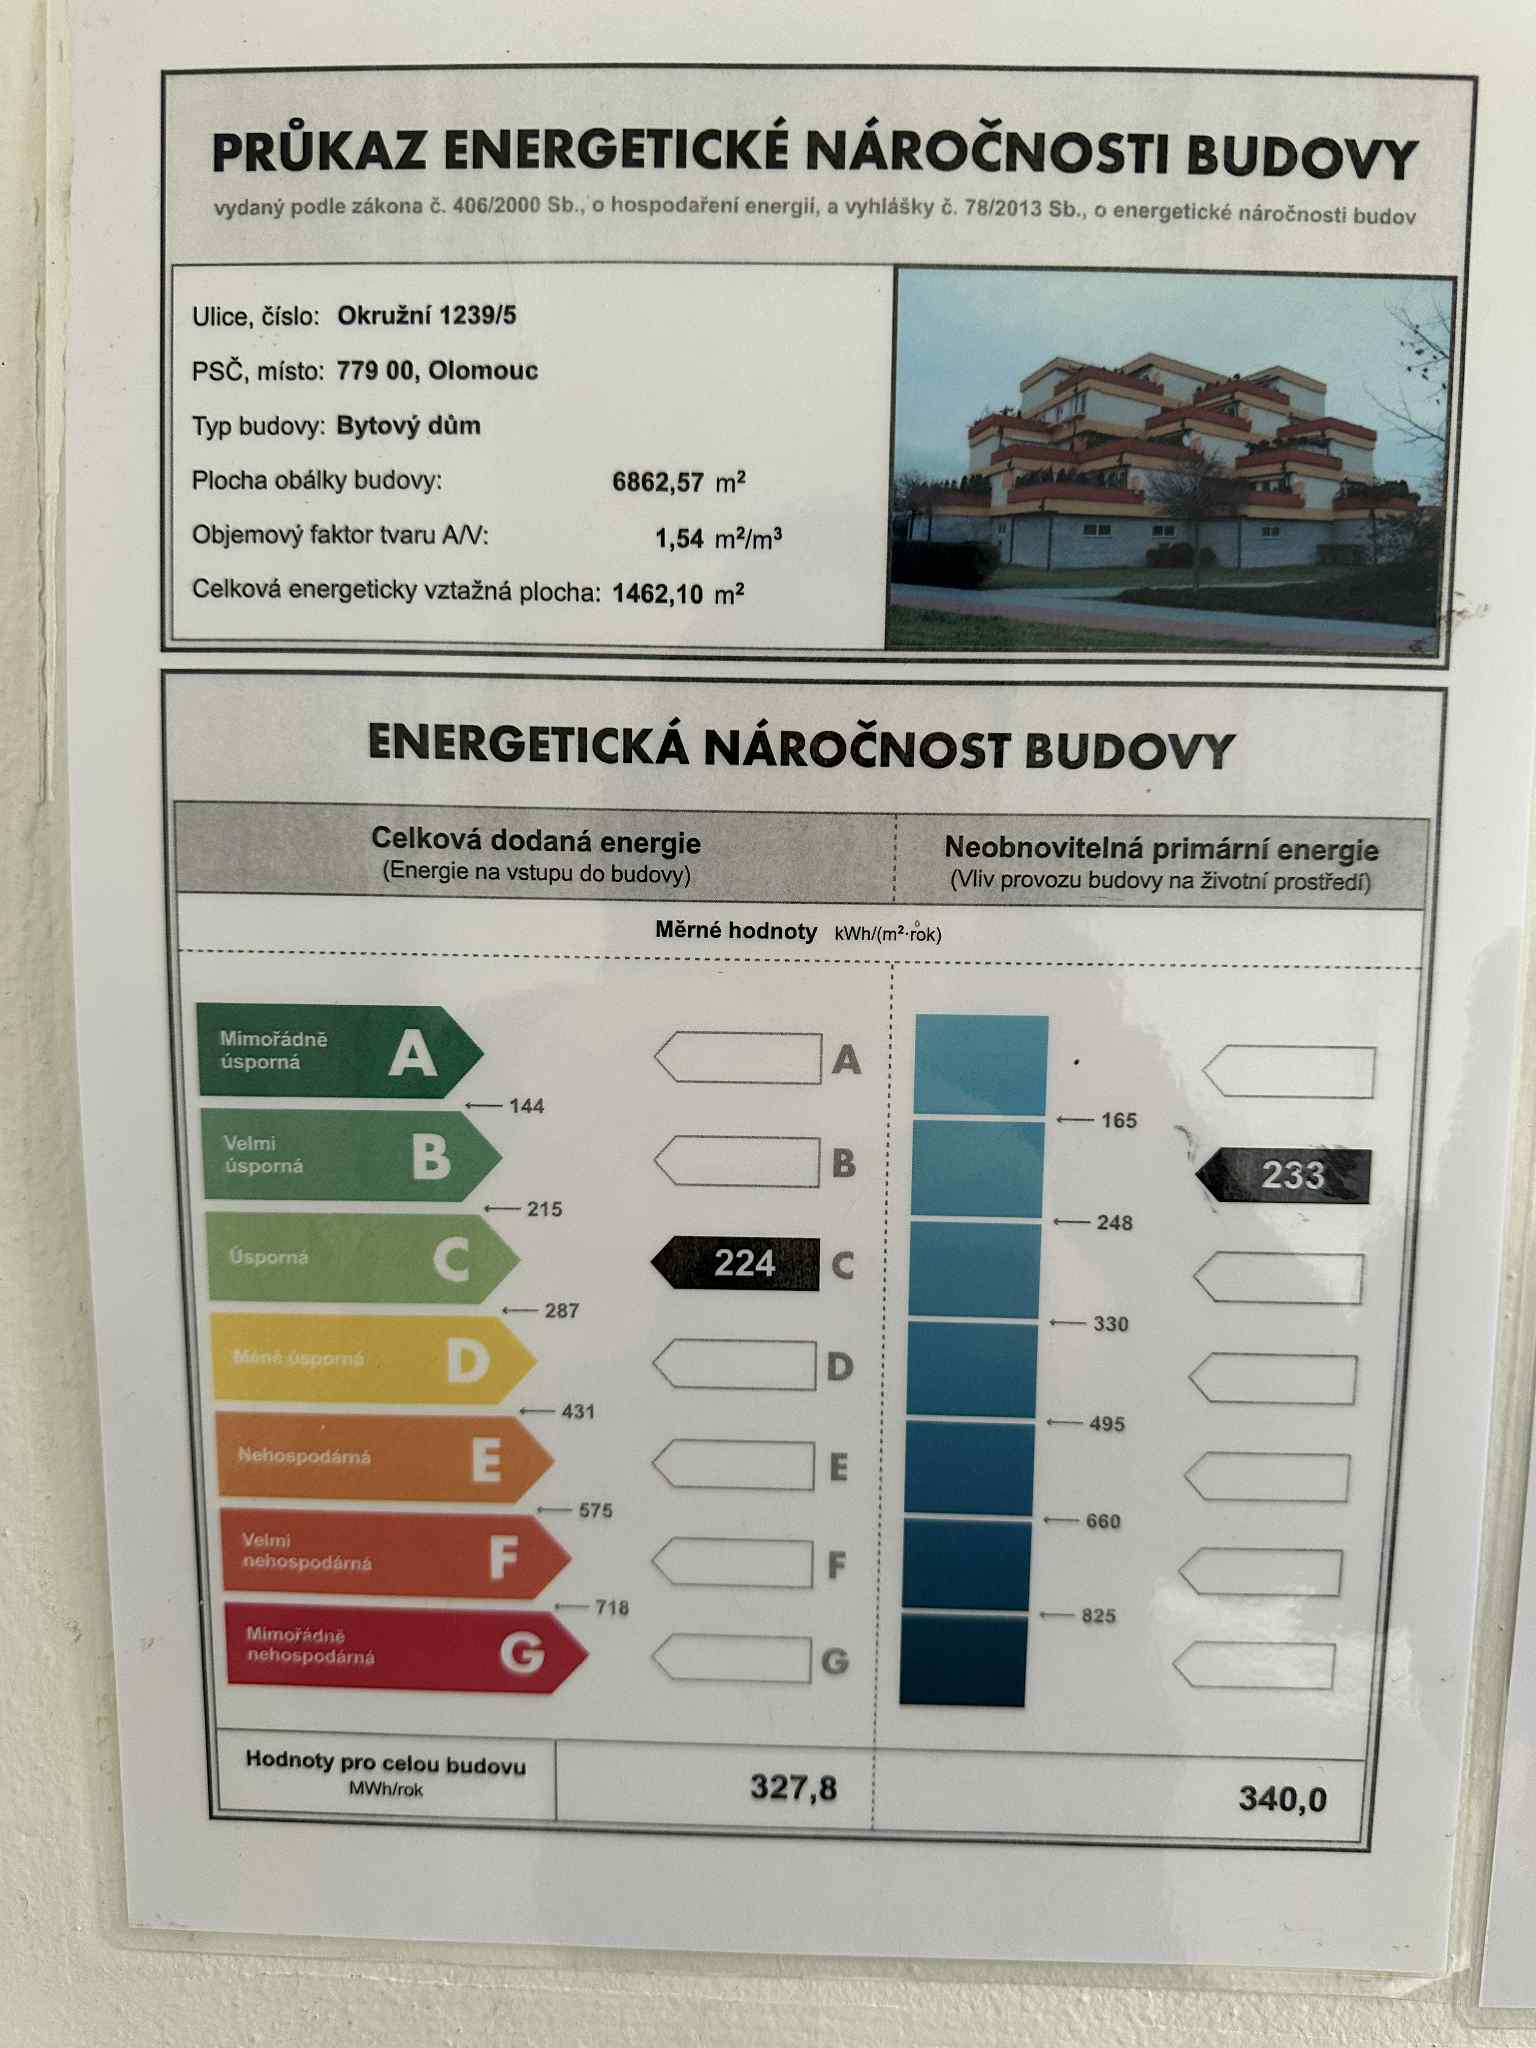 PRŮKAZ ENERGETICKÉ NÁROČNOSTI BUDOVY
vydaný podle zákona č. 406/2000 Sb., o hospodaření energií, a vyhlášky č. 78/2013 Sb., o energetické náročnosti budov
Ulice, číslo: Okružní 1239/5
PSČ, místo: 779 00, Olomouc
Typ budovy: Bytový dům
Plocha obálky budovy: 6862,57 m²
Objemový faktor tvaru A/V: 1,54 m²/m³
Celková energeticky vztažná plocha: 1462,10 m²
ENERGETICKÁ NÁROČNOST BUDOVY
Celková dodaná energie
(Energie na vstupu do budovy)
Neobnovitelná primární energie
(Vliv provozu budovy na životní prostředí)
Měrné hodnoty kWh/(m²·rok)
Mimořádně
úsporná
A
A
144
165
Velmi
úsporná
B
B
233
215
248
Úsporná
C
224
C
287
330
Méně úsporná
D
D
431
495
Nehospodárná
E
E
575
660
Velmi
nehospodárná
F
F
718
825
Mimořádně
nehospodárná
G
G
Hodnoty pro celou budovu
MWh/rok
327,8
340,0